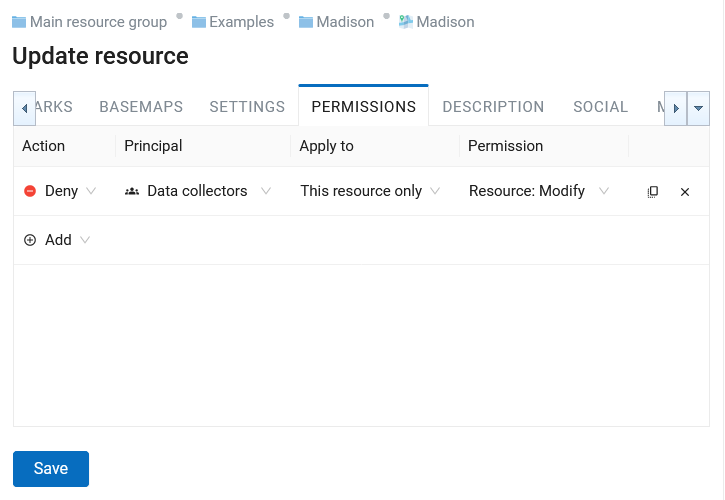 Main resource group Examples Madison Madison
Update resource
ARKS BASEMAPS SETTINGS PERMISSIONS DESCRIPTION SOCIAL
Action Principal Apply to Permission
Deny Data collectors This resource only Resource: Modify
Add
Save